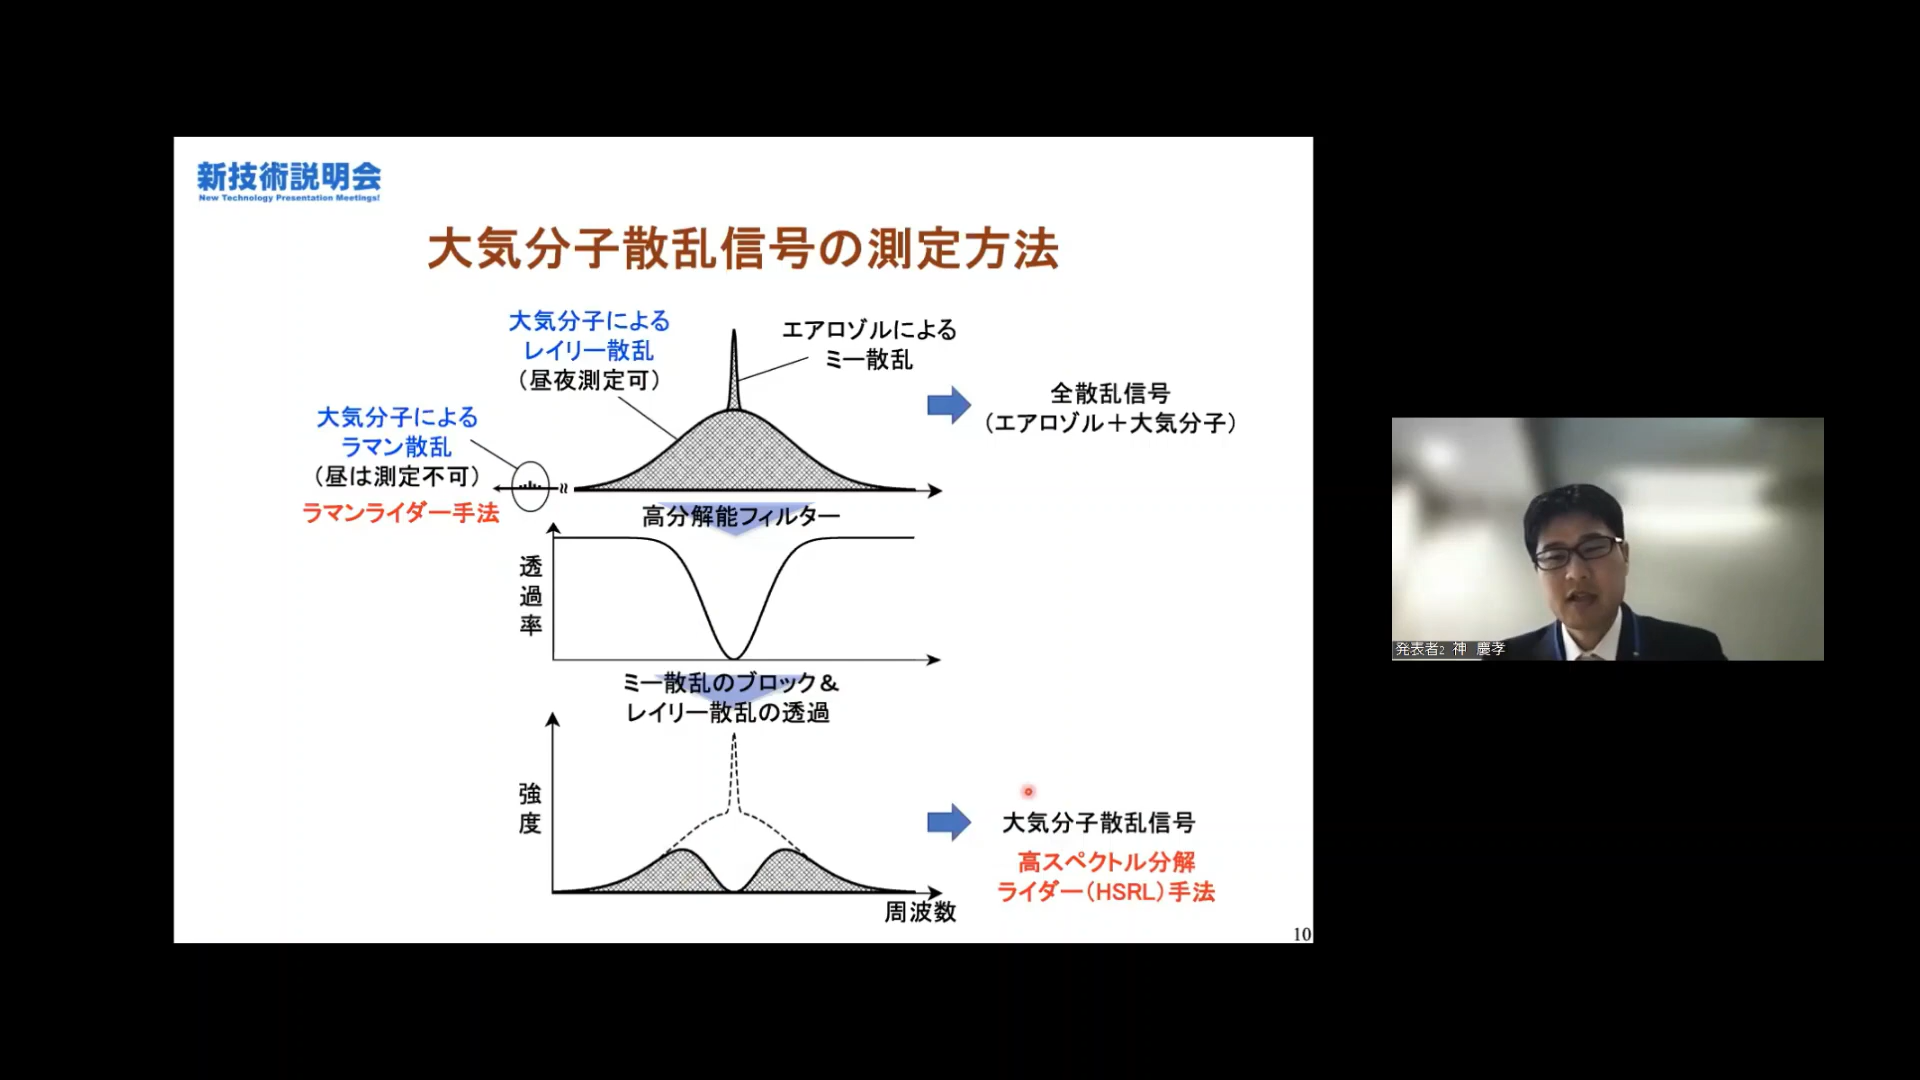 新技術説明会
New Technology Presentation Meetings!
大気分子散乱信号の測定方法
大気分子による
レイリー散乱
（昼夜測定可）
エアロゾルによる
ミー散乱
全散乱信号
（エアロゾル＋大気分子）
大気分子による
ラマン散乱
（昼は測定不可）
ラマンライダー手法
高分解能フィルター
透過率
ミー散乱のブロック＆
レイリー散乱の透過
強度
大気分子散乱信号
高スペクトル分解
ライダー（HSRL）手法
周波数
10
発表者2 神 慶孝